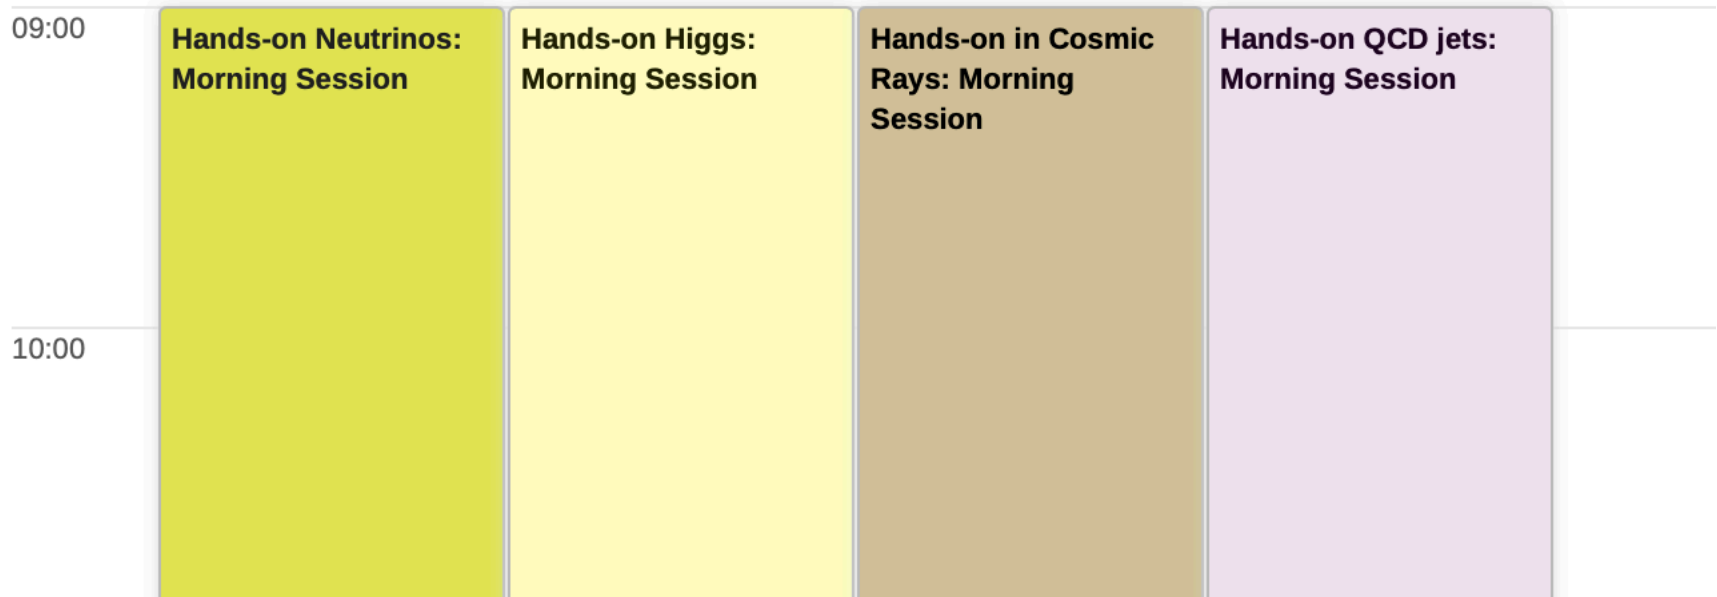 09:00
Hands-on Neutrinos:
Morning Session
Hands-on Higgs:
Morning Session
Hands-on in Cosmic
Rays: Morning
Session
Hands-on QCD jets:
Morning Session
10:00